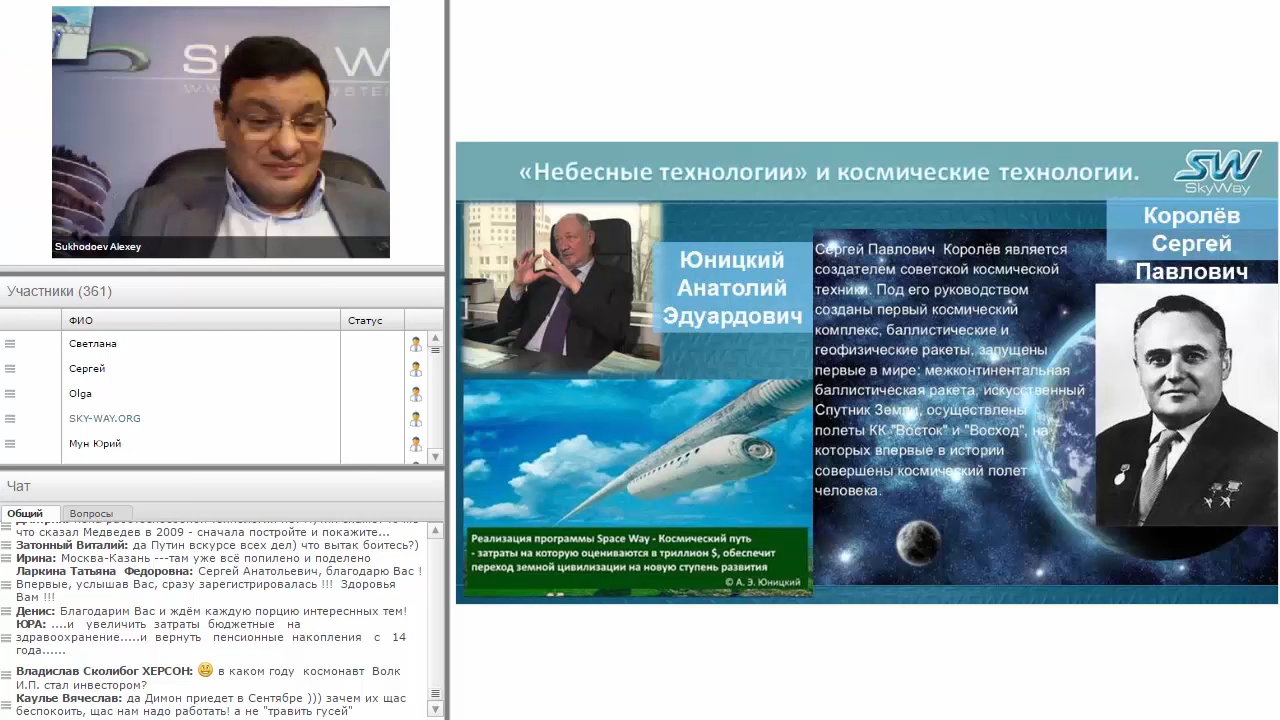 SKY W
WWW SYSTEM
Sukhodoev Alexey
Участники (361)
ФИО
Статус
Светлана
Сергей
Olga
SKY-WAY.ORG
Мун Юрий
Чат
Общий
Вопросы
что сказал Медведев в 2009 - сначала постройте и покажите...
Затонный Виталий: да Путин вскурсе всех дел) что вытак боитесь?)
Ирина: Москва-Казань ---там уже всё попилено и поделено
Ларкина Татьяна Федоровна: Сергей Анатольевич, благодарю Вас !
Впервые, услышав Вас, сразу зарегистрировалась !!! Здоровья
Вам !!!
Денис: Благодарим Вас и ждём каждую порцию интересных тем!
ЮРА: ....и увеличить затраты бюджетные на
здравоохранение.....и вернуть пенсионные накопления с 14
года......
Владислав Сколибог ХЕРСОН: в каком году космонавт Волк
И.П. стал инвестором?
Каулье Вячеслав: да Димон приедет в Сентябре ))) зачем их щас
беспокоить, щас нам надо работать! а не "травить гусей"
«Небесные технологии» и космические технологии.
SW
SkyWay
Юницкий
Анатолий
Эдуардович
Королёв
Сергей
Павлович
Сергей Павлович Королёв является
создателем советской космической
техники. Под его руководством
созданы первый космический
комплекс, баллистические и
геофизические ракеты, запущены
первые в мире: межконтинентальная
баллистическая ракета, искусственный
Спутник Земли, осуществлены
полеты КК "Восток" и "Восход", на
которых впервые в истории
совершены космический полет
человека.
Реализация программы Space Way - Космический путь
- затраты на которую оцениваются в триллион $, обеспечит
переход земной цивилизации на новую ступень развития
© А. Э. Юницкий